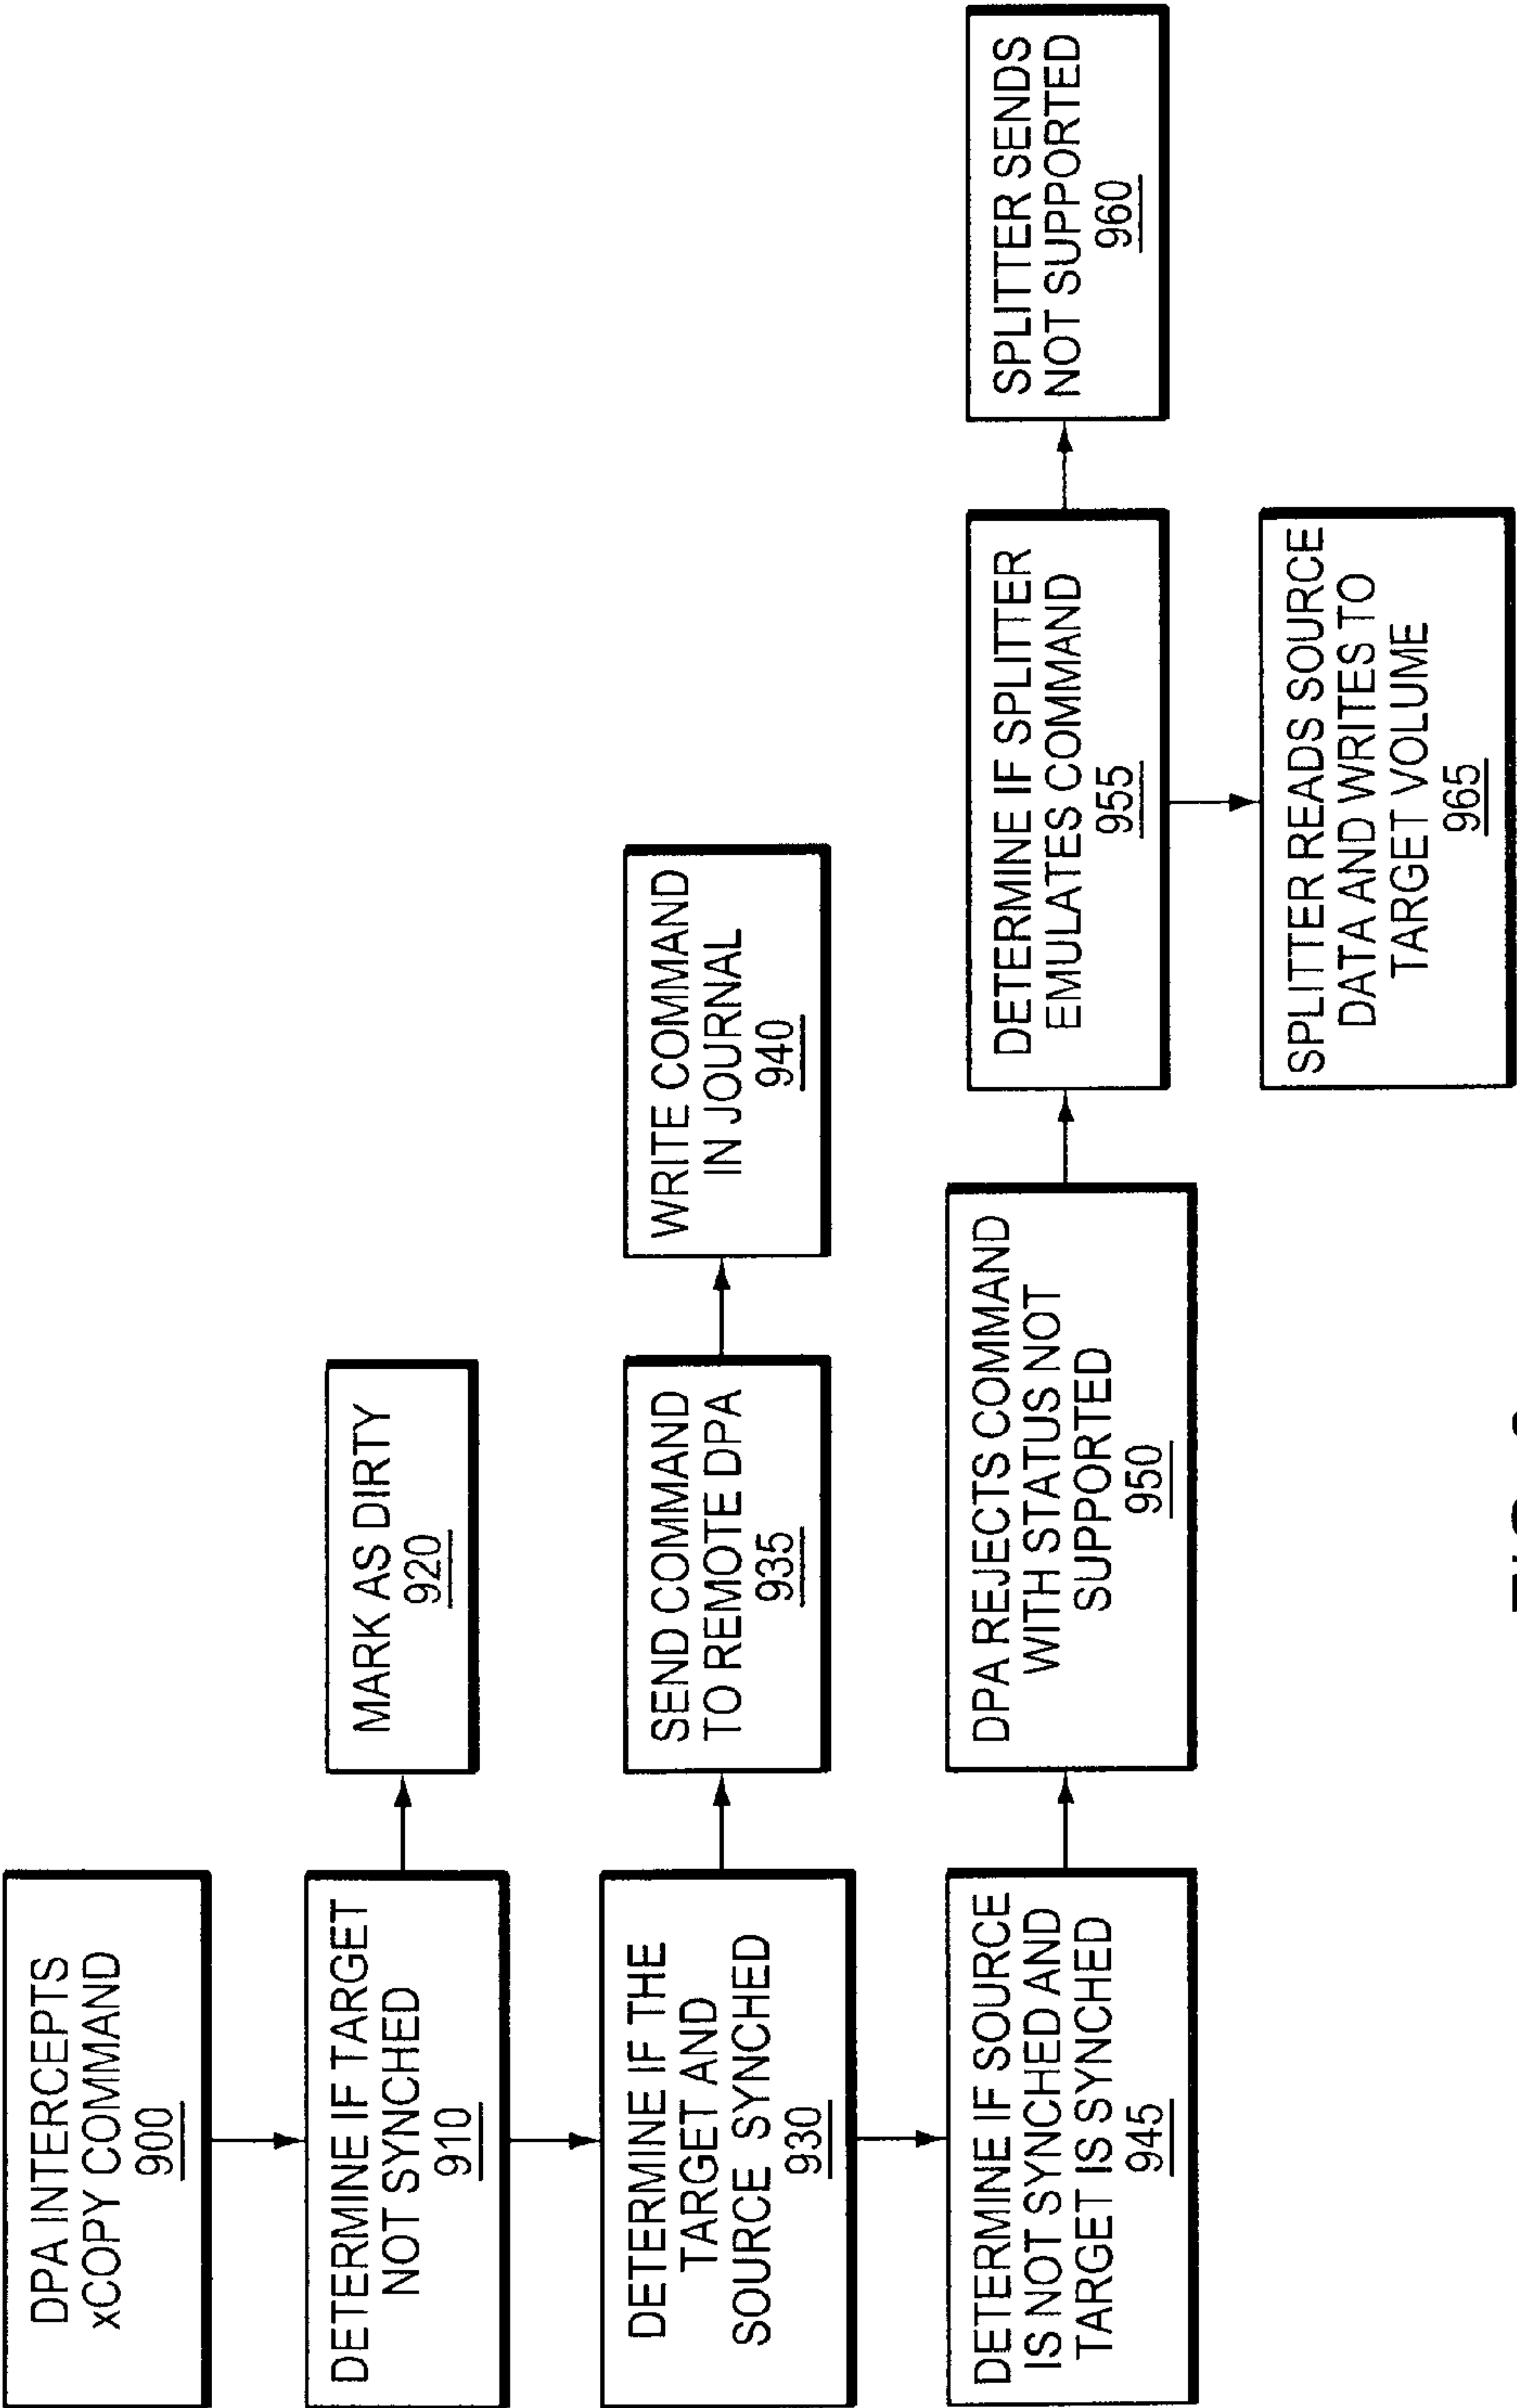 DPA INTERCEPTS
xCOPY COMMAND
900
DETERMINE IF TARGET
NOT SYNCHED
910
MARK AS DIRTY
920
DETERMINE IF THE
TARGET AND
SOURCE SYNCHED
930
SEND COMMAND
TO REMOTE DPA
935
WRITE COMMAND
IN JOURNAL
940
DETERMINE IF SOURCE
IS NOT SYNCHED AND
TARGET IS SYNCHED
945
DPA REJECTS COMMAND
WITH STATUS NOT
SUPPORTED
950
DETERMINE IF SPLITTER
EMULATES COMMAND
955
SPLITTER SENDS
NOT SUPPORTED
960
SPLITTER READS SOURCE
DATA AND WRITES TO
TARGET VOLUME
965